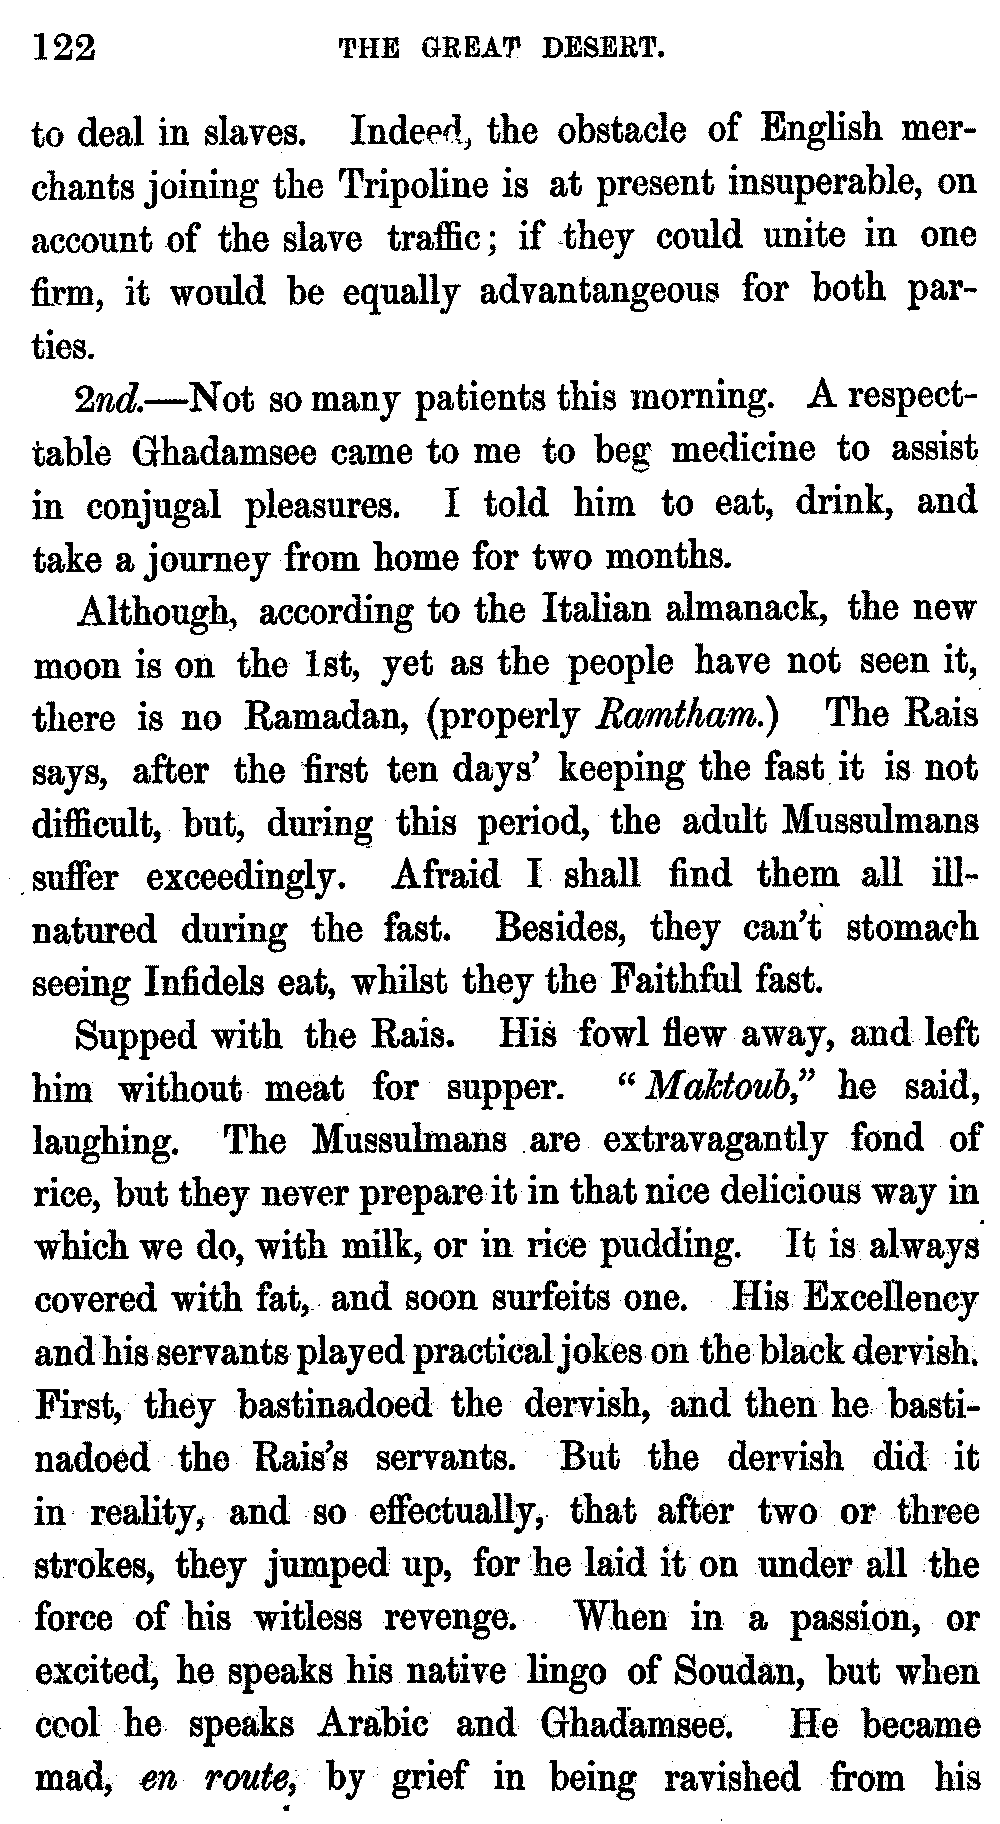 122 THE GREAT DESERT.
to deal in slaves. Indeed, the obstacle of English mer-
chants joining the Tripoline is at present insuperable, on
account of the slave traffic; if they could unite in one
firm, it would be equally advantangeous for both par-
ties.
2nd.—Not so many patients this morning. A respect-
table Ghadamsee came to me to beg medicine to assist
in conjugal pleasures. I told him to eat, drink, and
take a journey from home for two months.
Although, according to the Italian almanack, the new
moon is on the 1st, yet as the people have not seen it,
there is no Ramadan, (properly Ramtham.) The Rais
says, after the first ten days' keeping the fast it is not
difficult, but, during this period, the adult Mussulmans
suffer exceedingly. Afraid I shall find them all ill-
natured during the fast. Besides, they can't stomach
seeing Infidels eat, whilst they the Faithful fast.
Supped with the Rais. His fowl flew away, and left
him without meat for supper. "Maktoub," he said,
laughing. The Mussulmans are extravagantly fond of
rice, but they never prepare it in that nice delicious way in
which we do, with milk, or in rice pudding. It is always
covered with fat, and soon surfeits one. His Excellency
and his servants played practical jokes on the black dervish.
First, they bastinadoed the dervish, and then he basti-
nadoed the Rais's servants. But the dervish did it
in reality, and so effectually, that after two or three
strokes, they jumped up, for he laid it on under all the
force of his witless revenge. When in a passion, or
excited, he speaks his native lingo of Soudan, but when
cool he speaks Arabic and Ghadamsee. He became
mad, en route, by grief in being ravished from his